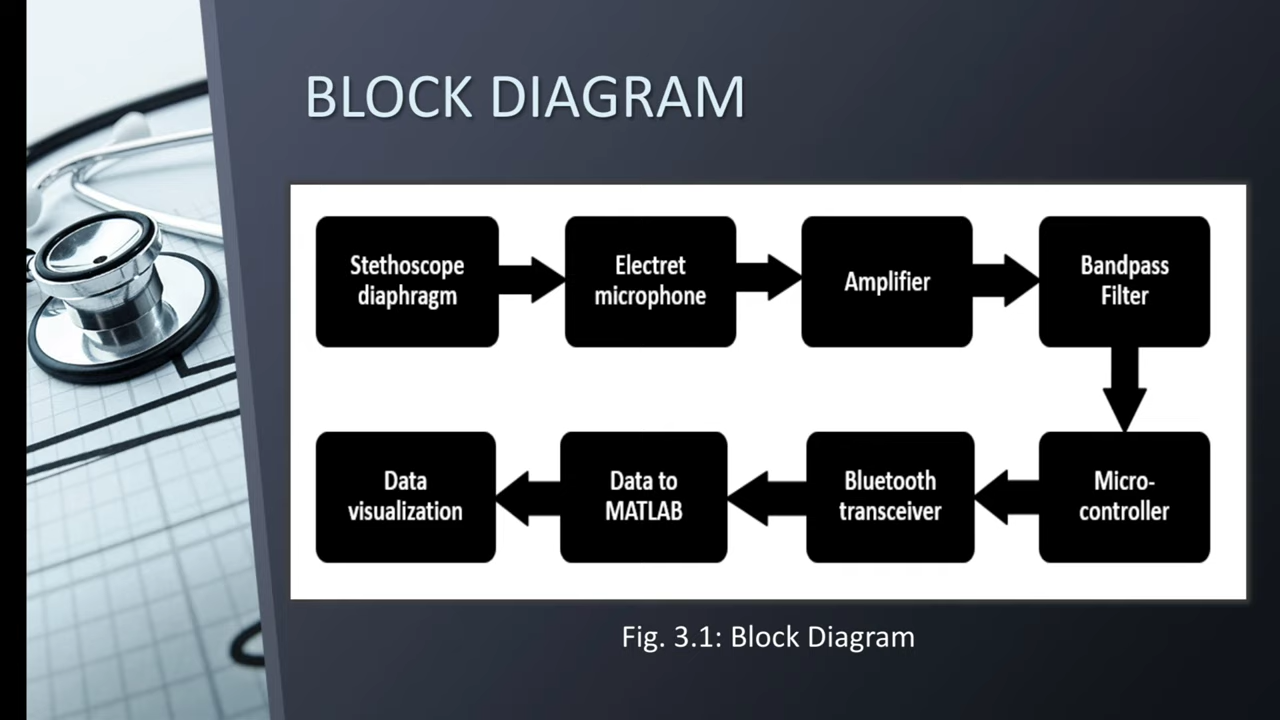 BLOCK DIAGRAM
Stethoscope
diaphragm
Electret
microphone
Amplifier
Bandpass
Filter
Data
visualization
Data to
MATLAB
Bluetooth
transceiver
Micro-
controller
Fig. 3.1: Block Diagram